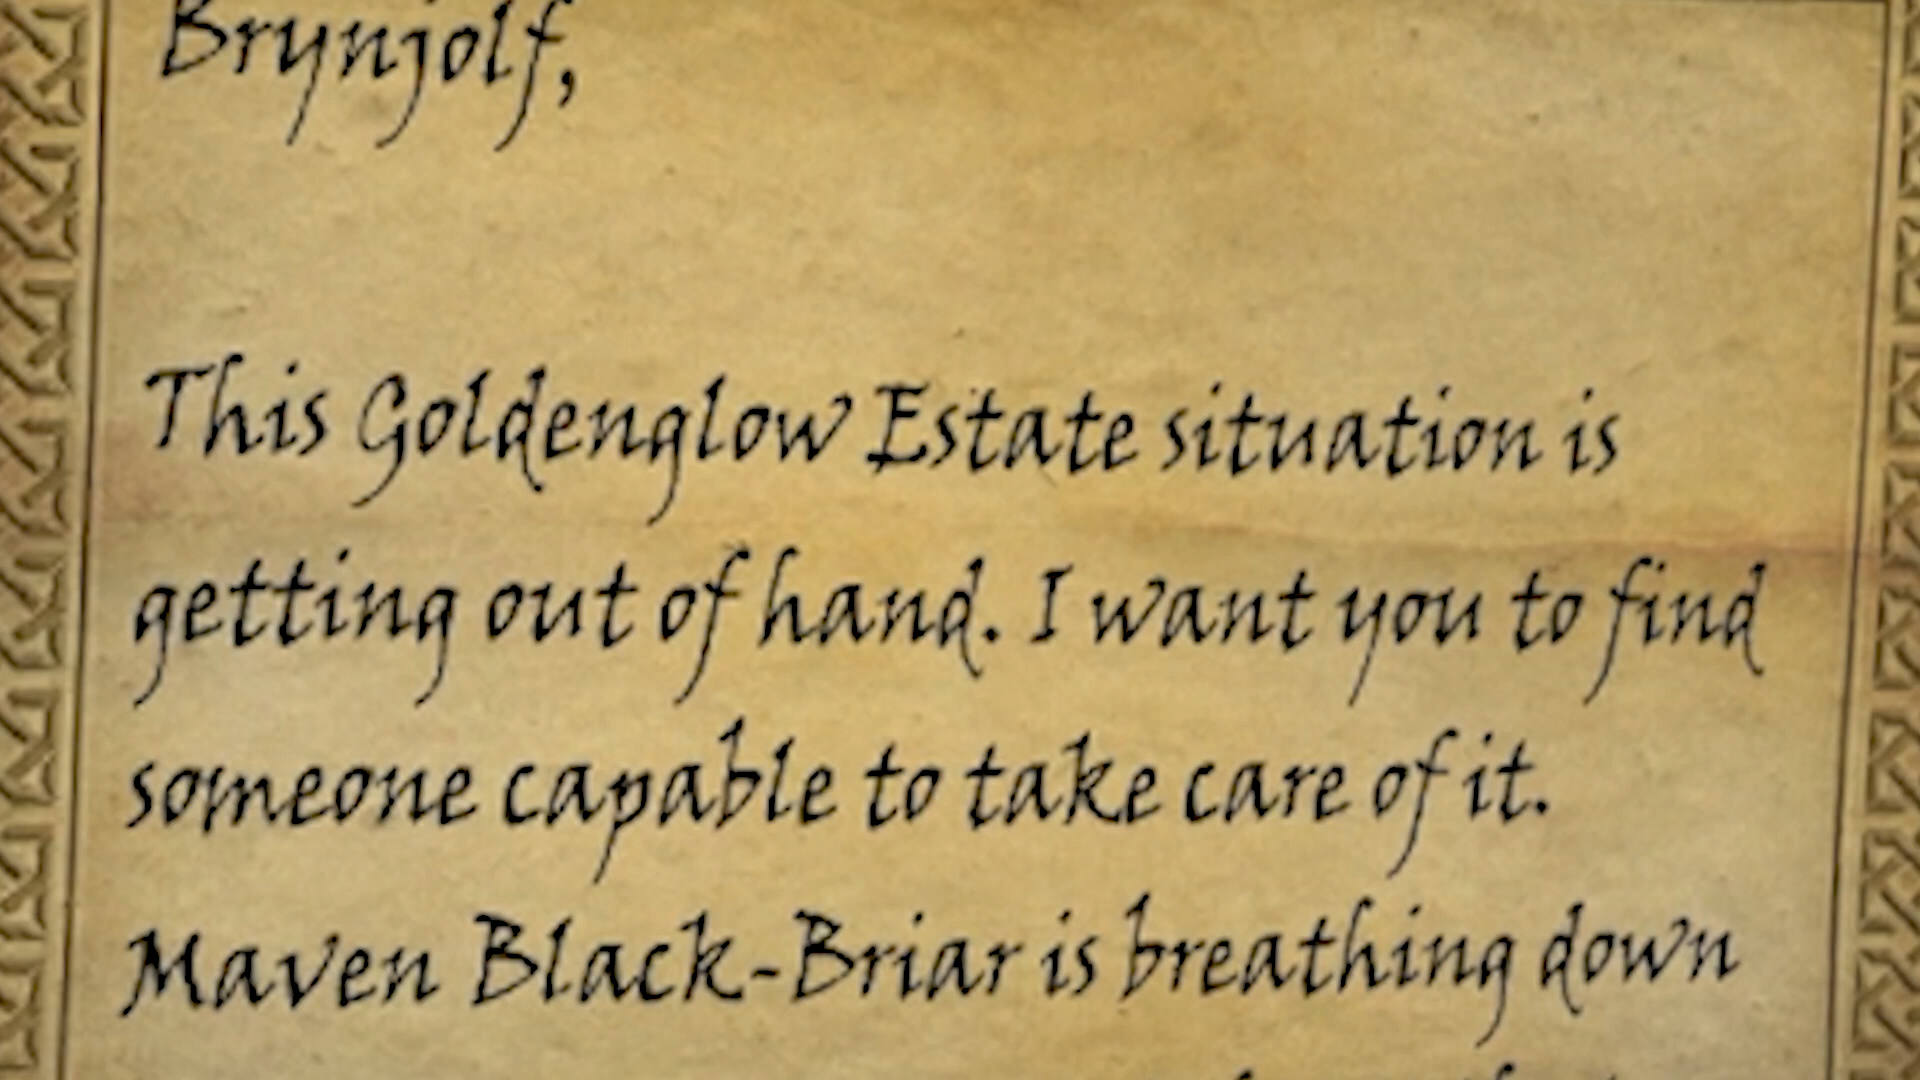 Brynjolf,
This Goldenglow Estate situation is
getting out of hand. I want you to find
someone capable to take care of it.
Maven Black-Briar is breathing down